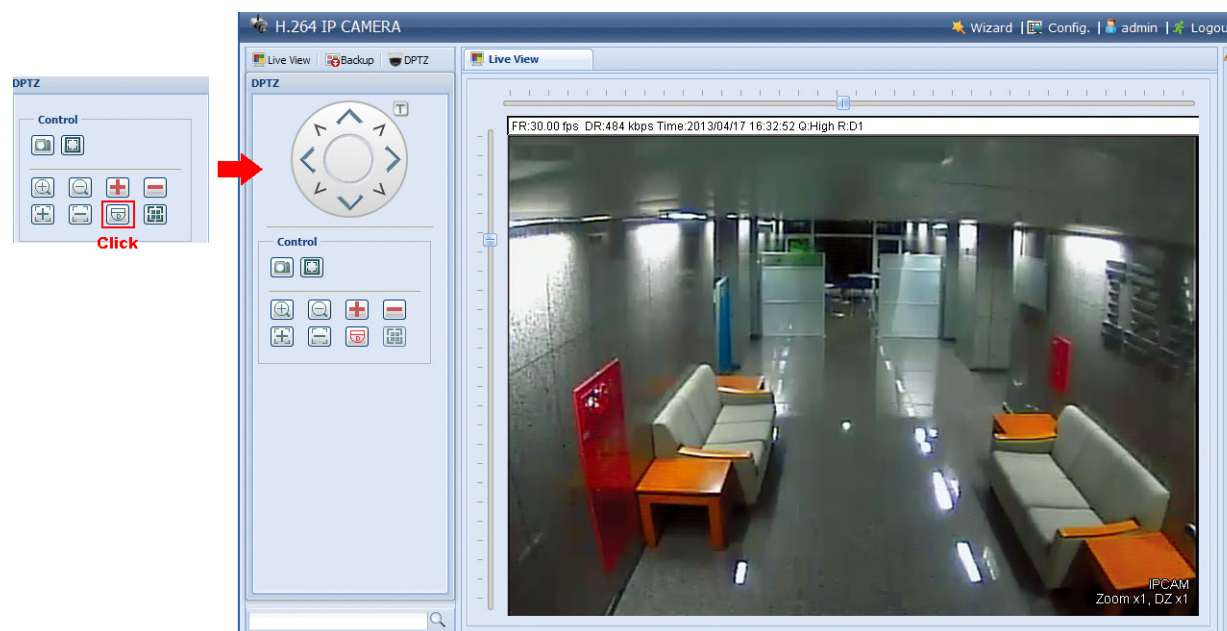 DPTZ
Control
Click
H.264 IP CAMERA
Wizard | Config. | admin | Logou
Live View Backup DPTZ
DPTZ
T
Control
Live View
FR:30.00 fps DR:484 kbps Time:2013/04/17 16:32:52 Q:High R:D1
IPCAM
Zoom x1, DZ x1